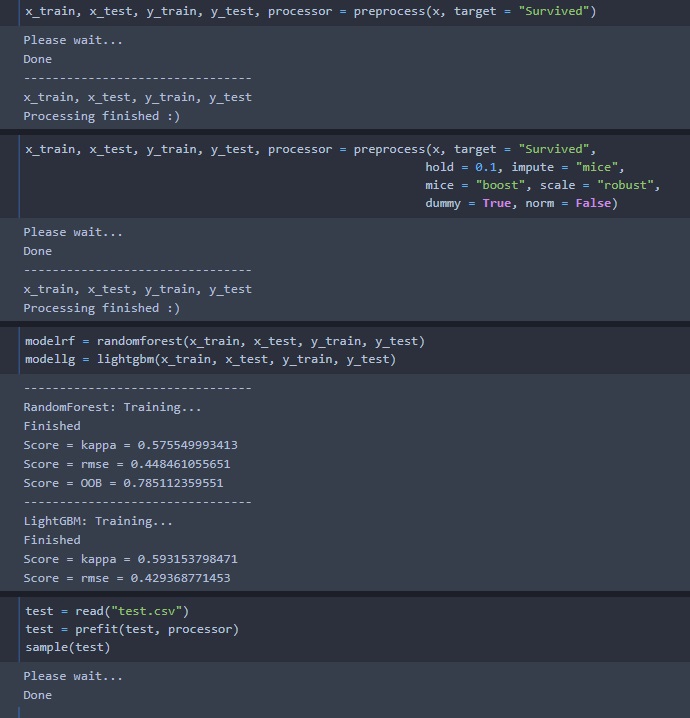 x_train, x_test, y_train, y_test, processor = preprocess(x, target = "Survived")
Please wait...
Done
--------------------------------
x_train, x_test, y_train, y_test
Processing finished :)
x_train, x_test, y_train, y_test, processor = preprocess(x, target = "Survived",
hold = 0.1, impute = "mice",
mice = "boost", scale = "robust",
dummy = True, norm = False)
Please wait...
Done
--------------------------------
x_train, x_test, y_train, y_test
Processing finished :)
modelrf = randomforest(x_train, x_test, y_train, y_test)
modellg = lightgbm(x_train, x_test, y_train, y_test)
--------------------------------
RandomForest: Training...
Finished
Score = kappa = 0.575549993413
Score = rmse = 0.448461055651
Score = OOB = 0.785112359551
--------------------------------
LightGBM: Training...
Finished
Score = kappa = 0.593153798471
Score = rmse = 0.429368771453
test = read("test.csv")
test = prefit(test, processor)
sample(test)
Please wait...
Done